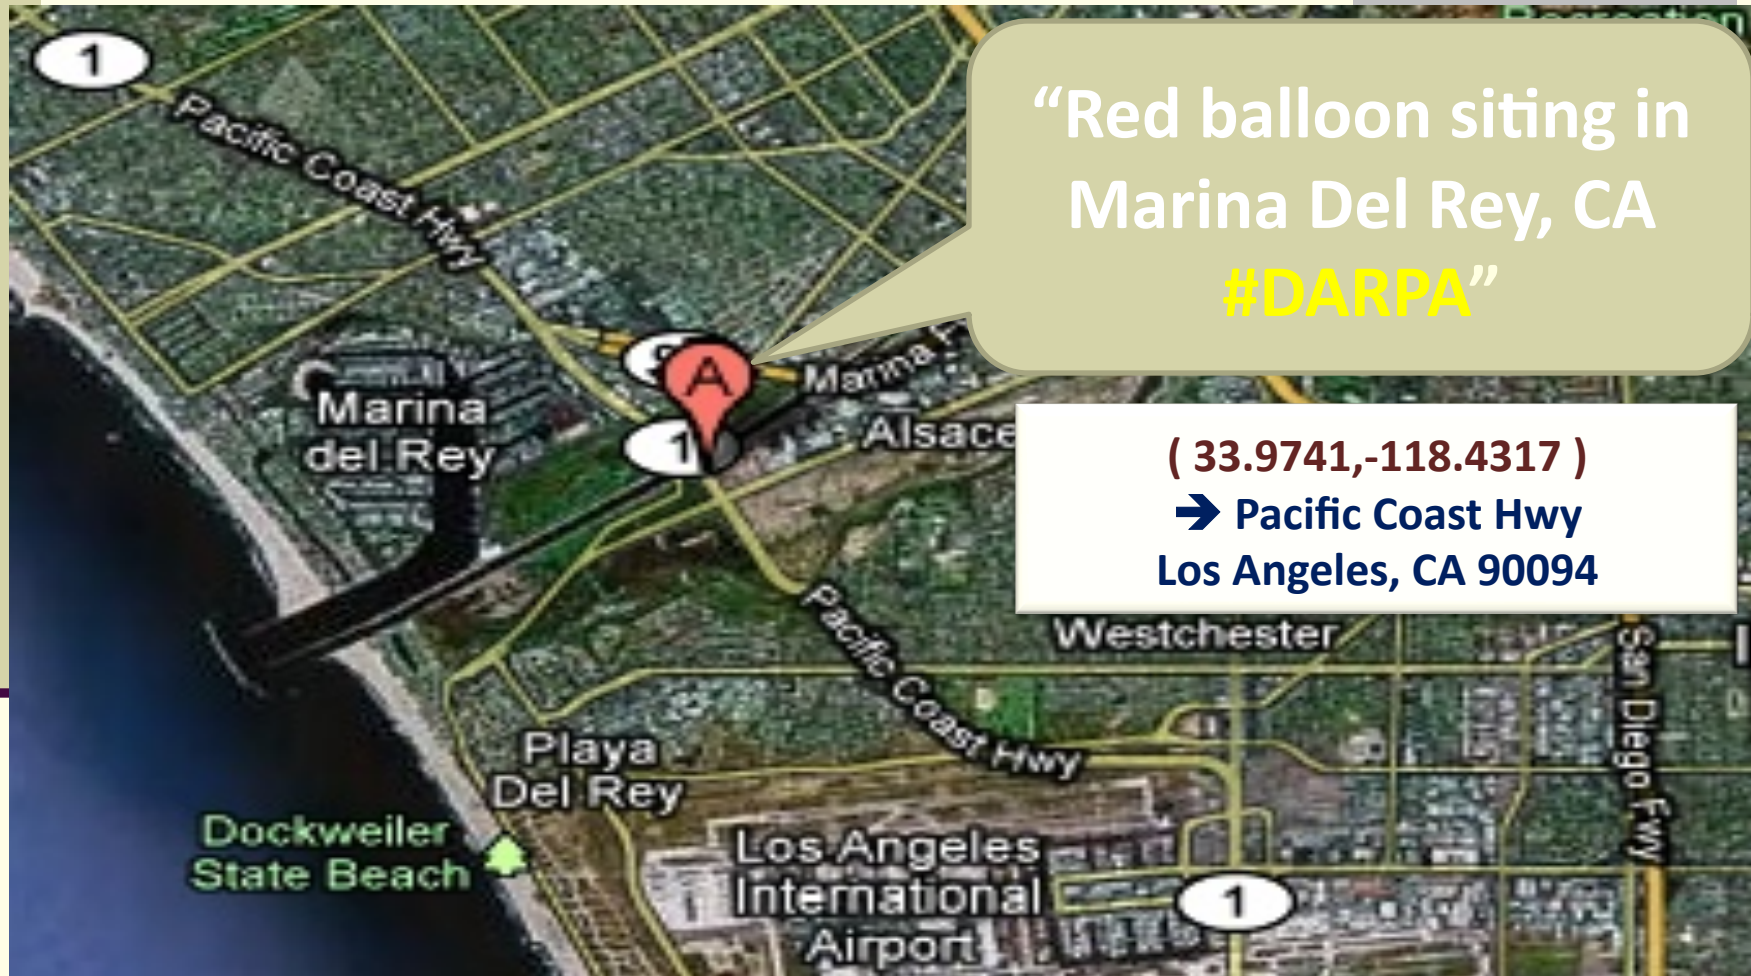 Recreation
1
Pacific Coast Hwy
“Red balloon siting in
Marina Del Rey, CA
#DARPA”
A
Marina
Marina
del Rey
1
Alsace
( 33.9741,-118.4317 )
➔ Pacific Coast Hwy
Los Angeles, CA 90094
Pacific Coast Hwy
Westchester
San Diego Fwy
Playa
Del Rey
Dockweiler
State Beach
Los Angeles
International
Airport
1